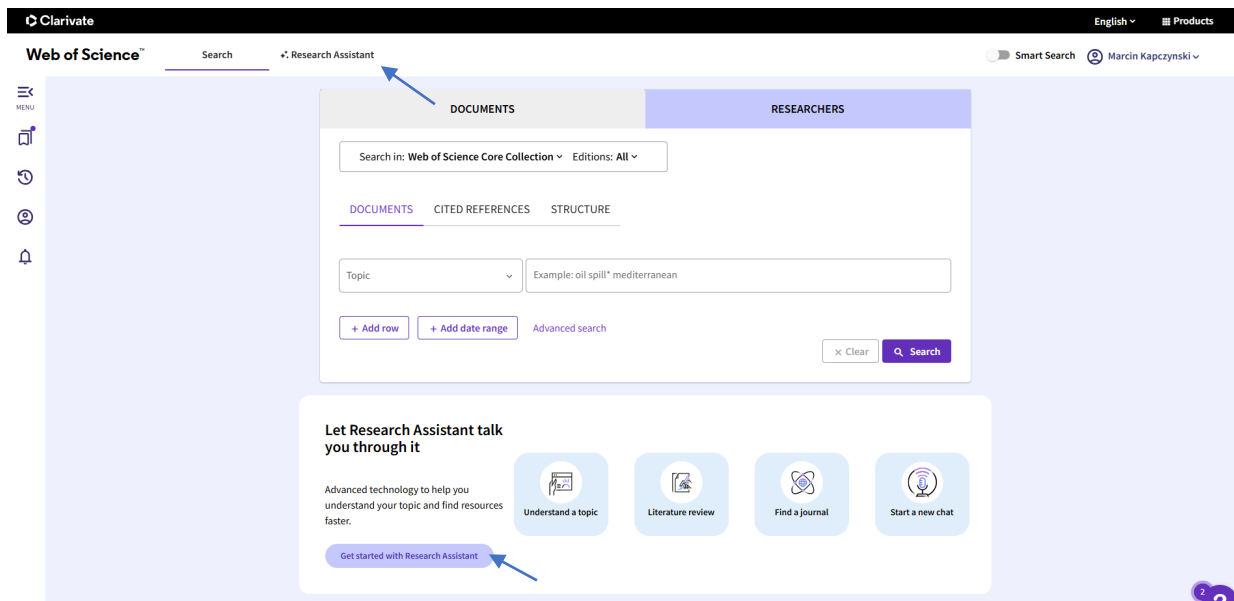 Clarivate
English
Products
Web of Science™
Search
Research Assistant
Smart Search
Marcin Kapczynski
MENU
DOCUMENTS
RESEARCHERS
Search in: Web of Science Core Collection Editions: All
DOCUMENTS CITED REFERENCES STRUCTURE
Topic
Example: oil spill* mediterranean
+ Add row
+ Add date range
Advanced search
× Clear
Search
Let Research Assistant talk
you through it
Advanced technology to help you
understand your topic and find resources
faster.
Get started with Research Assistant
Understand a topic
Literature review
Find a journal
Start a new chat
2
?